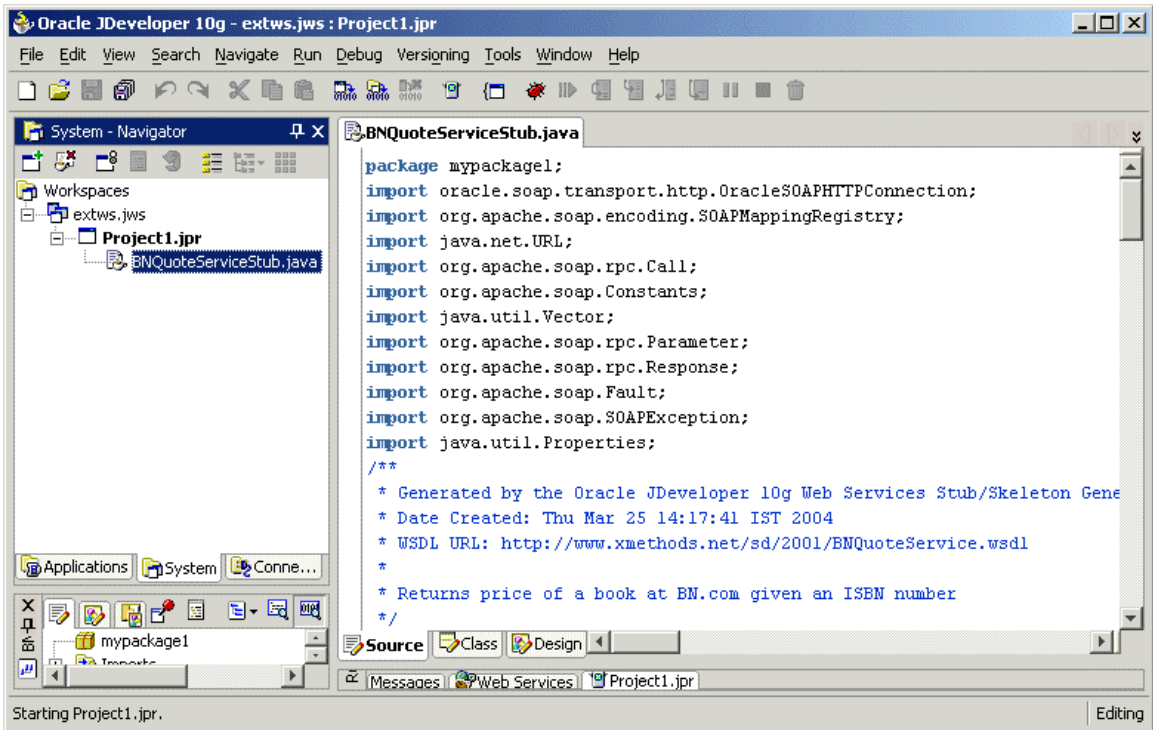 Oracle JDeveloper 10g - extws.jws : Project1.jpr
File Edit View Search Navigate Run Debug Versioning Tools Window Help
System - Navigator
Workspaces
extws.jws
Project1.jpr
BNQuoteServiceStub.java
Applications System Conne...
mypackage1
Imports
BNQuoteServiceStub.java
package mypackage1;
import oracle.soap.transport.http.OracleSOAPHTTPConnection;
import org.apache.soap.encoding.SOAPMappingRegistry;
import java.net.URL;
import org.apache.soap.rpc.Call;
import org.apache.soap.Constants;
import java.util.Vector;
import org.apache.soap.rpc.Parameter;
import org.apache.soap.rpc.Response;
import org.apache.soap.Fault;
import org.apache.soap.SOAPException;
import java.util.Properties;
/**
* Generated by the Oracle JDeveloper 10g Web Services Stub/Skeleton Gene
* Date Created: Thu Mar 25 14:17:41 IST 2004
* WSDL URL: http://www.xmethods.net/sd/2001/BNQuoteService.wsdl
*
* Returns price of a book at BN.com given an ISBN number
*/
Source Class Design
Messages Web Services Project1.jpr
Starting Project1.jpr.
Editing